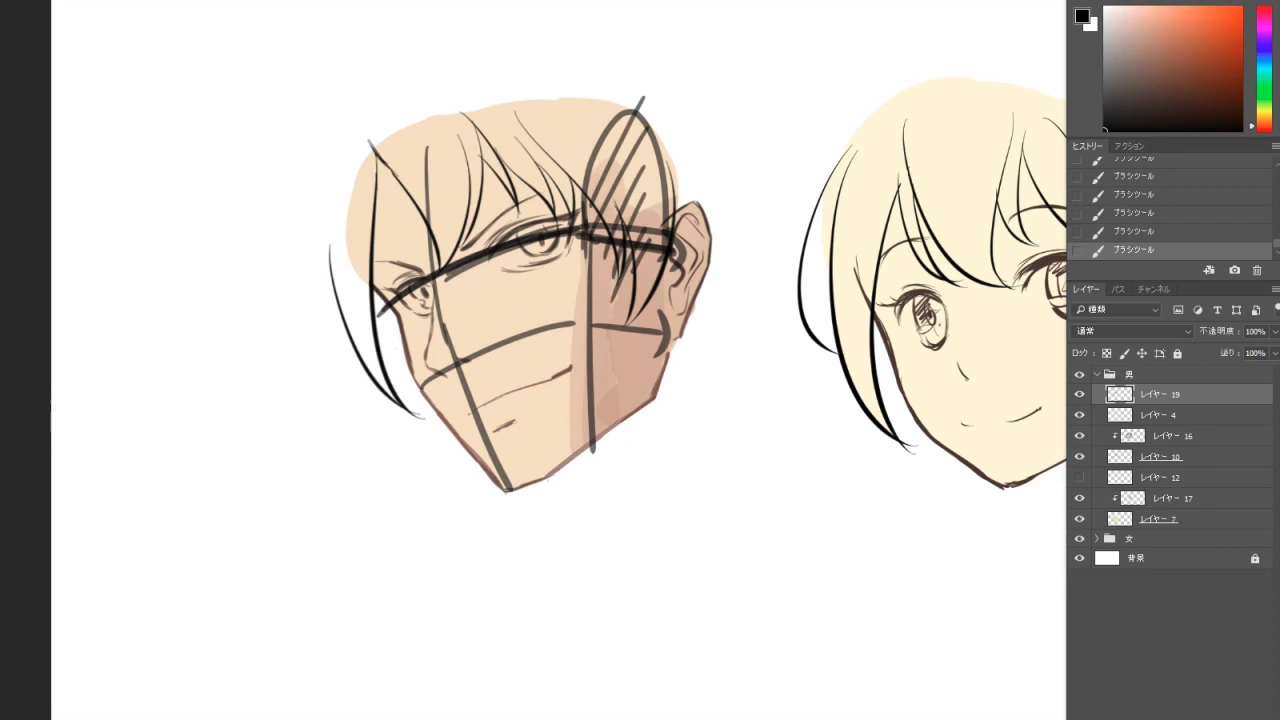 ヒストリー アクション
ブラシツール
ブラシツール
ブラシツール
ブラシツール
ブラシツール
ブラシツール
レイヤー パス チャンネル
種類
通常 不透明度: 100%
ロック: 塗り: 100%
男
レイヤー 19
レイヤー 4
レイヤー 16
レイヤー 10
レイヤー 12
レイヤー 17
レイヤー 7
女
背景